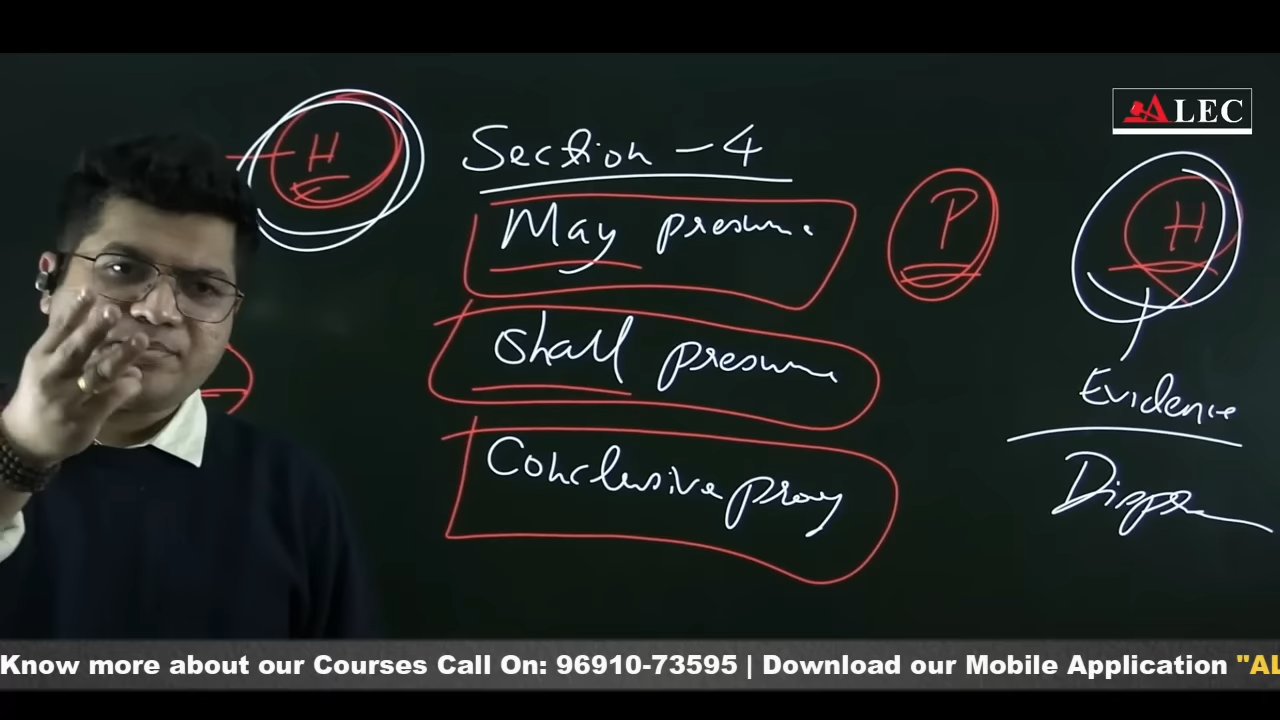 ALEC
H
Section - 4
May presume
P
H
Shall presume
Evidence
Conclusive proof
Know more about our Courses Call On: 96910-73595 | Download our Mobile Application "AL